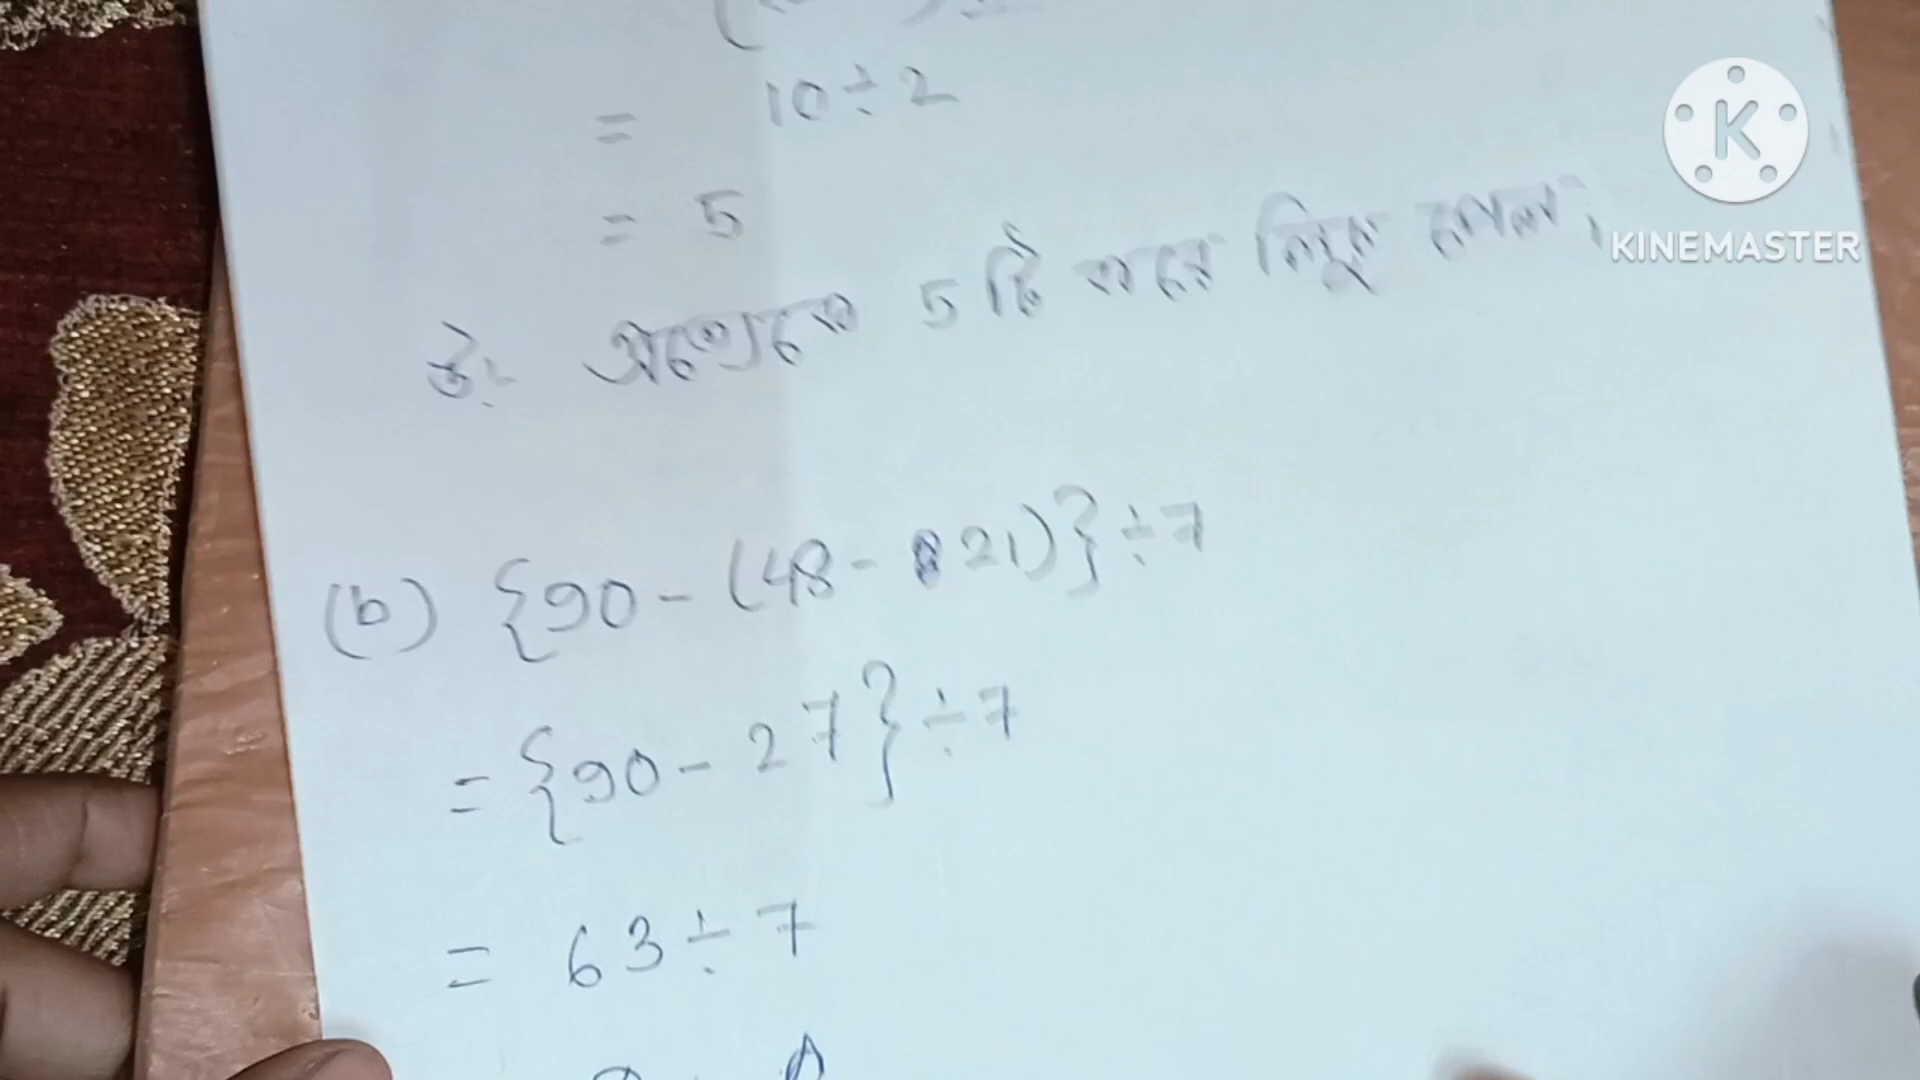 = 10÷2
= 5
উঃ প্রত্যেকে 5 টি করে লিচু পেল।
KINEMASTER
(b) {90-(48-21)}÷7
= {90-27}÷7
= 63÷7